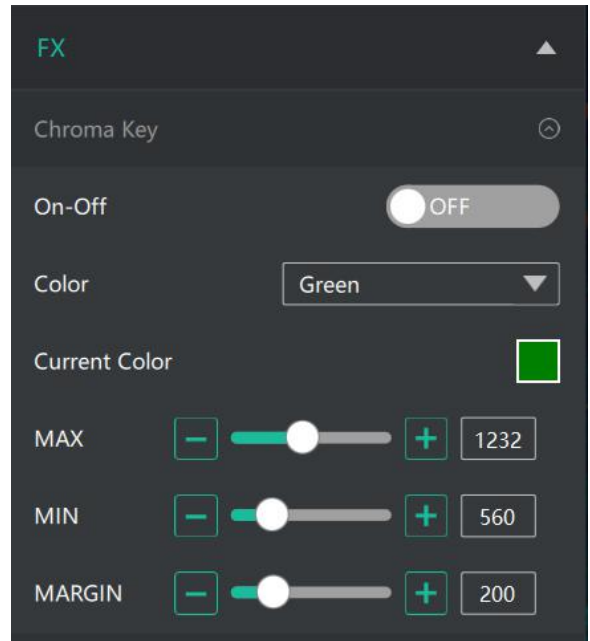 FX
Chroma Key
On-Off OFF
Color Green
Current Color
MAX 1232
MIN 560
MARGIN 200